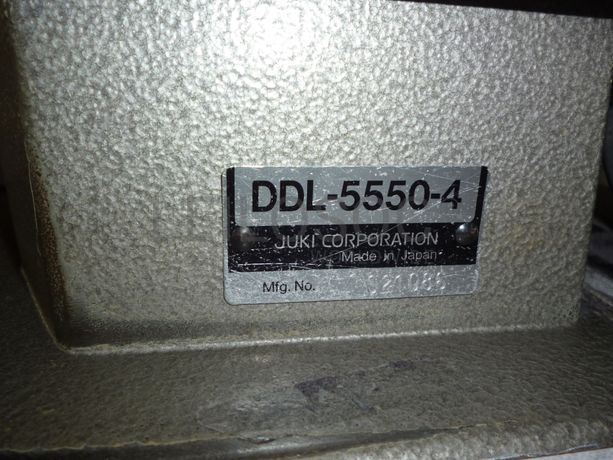 DDL-5550-4
JUKI CORPORATION
Made in Japan
Mfg. No.